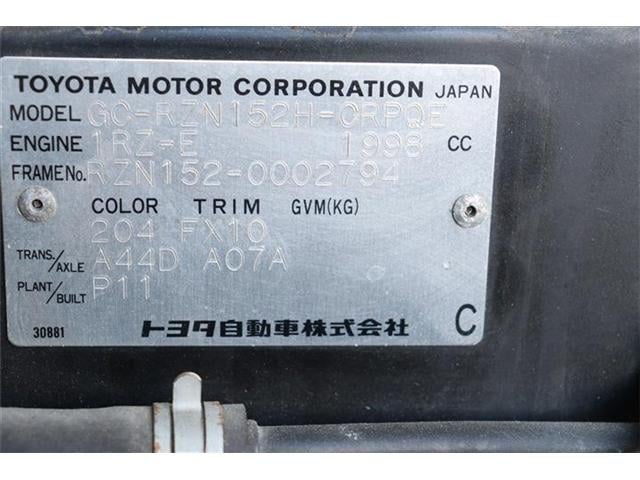 TOYOTA MOTOR CORPORATION JAPAN
MODEL GC-RZN152H-CRPQE
ENGINE 1RZ-E 1998 CC
FRAME No. RZN152-0002794
COLOR TRIM GVM(KG)
204 FX10
TRANS./AXLE A44D A07A
PLANT/BUILT P11
30881 トヨタ自動車株式会社 C